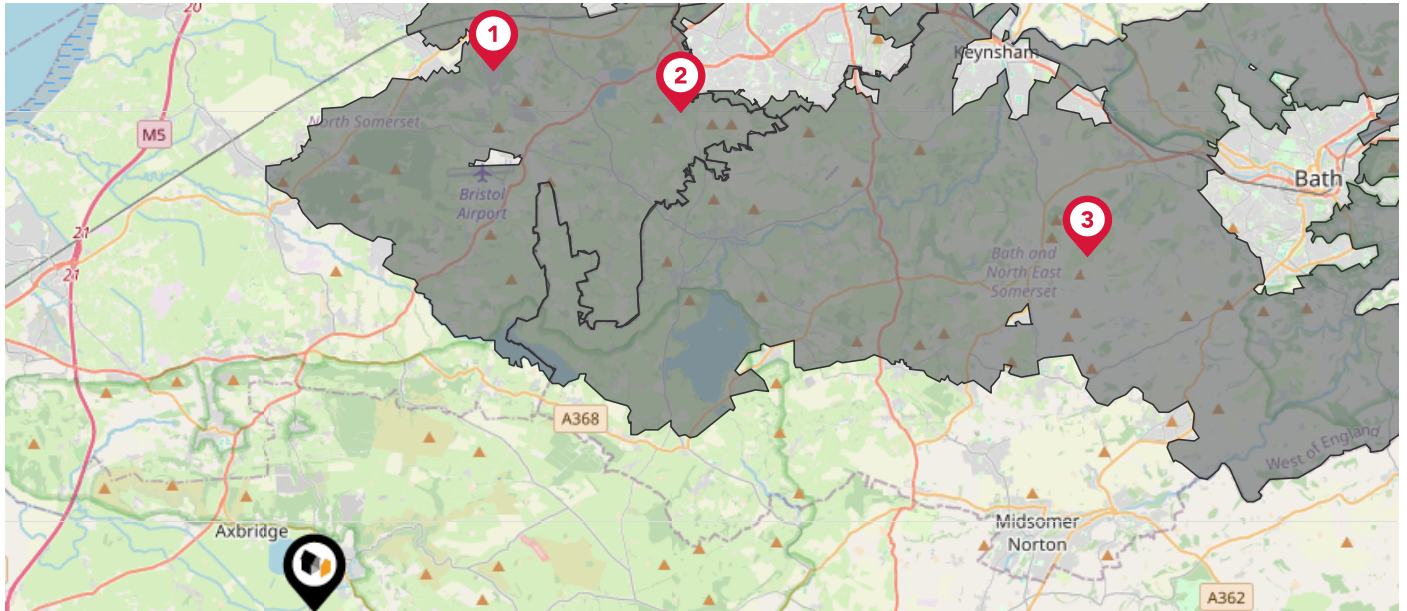 20
1
2
Keynsham
North Somerset
M5
Bristol
Airport
Bath
3
21
21
Bath and
North East
Somerset
A368
West of England
Axbridge
Midsomer
Norton
A362